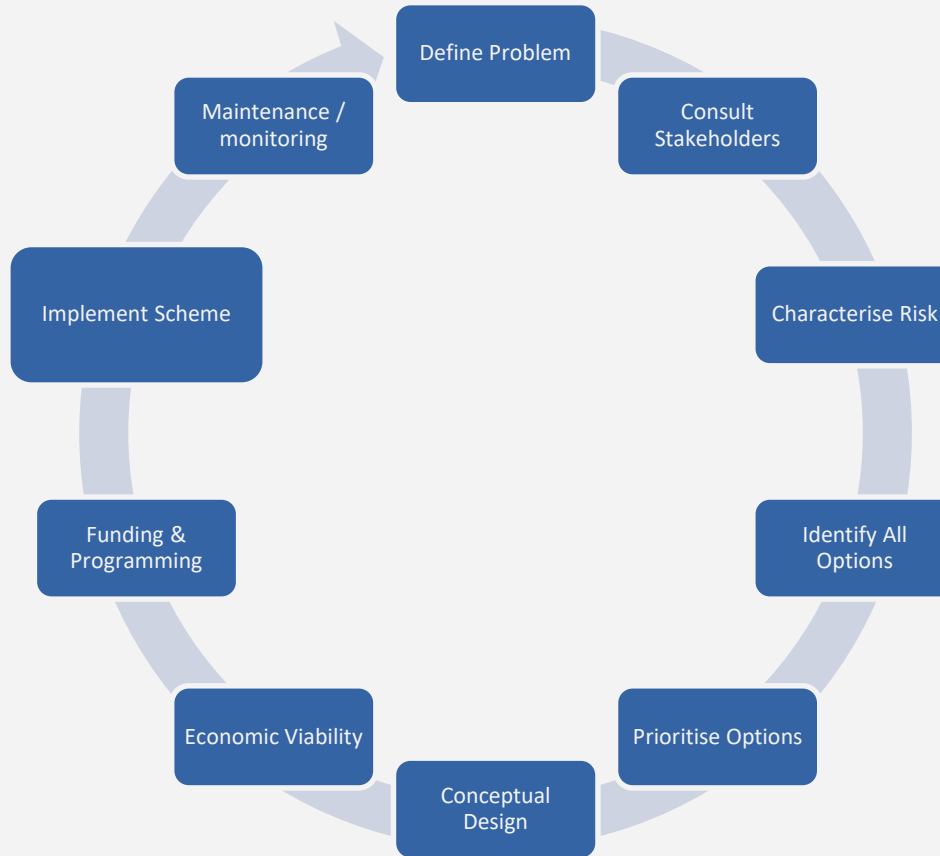 Define Problem
Consult
Stakeholders
Characterise Risk
Identify All
Options
Prioritise Options
Conceptual
Design
Economic Viability
Funding &
Programming
Implement Scheme
Maintenance /
monitoring